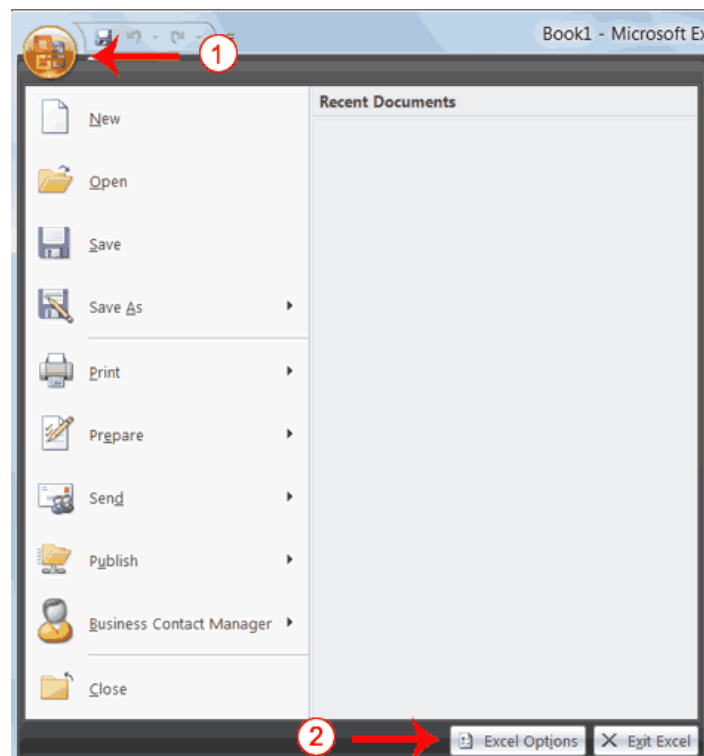 Book1 - Microsoft Ex
1
Recent Documents
New
Open
Save
Save As
Print
Prepare
Send
Publish
Business Contact Manager
Close
2
Excel Options
Exit Excel